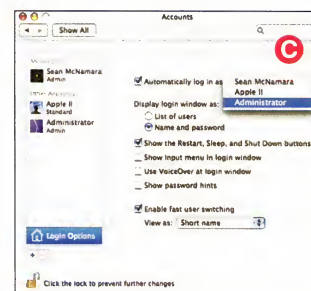 Accounts
Show All
C
Sean McNamara
Admin
Other Accounts
Apple II
Standard
Administrator
Admin
Login Options
Automatically log in as
Sean McNamara
Apple II
Administrator
Display login window as:
List of users
Name and password
Show the Restart, Sleep, and Shut Down buttons
Show Input menu in login window
Use VoiceOver at login window
Show password hints
Enable fast user switching
View as: Short name
Click the lock to prevent further changes